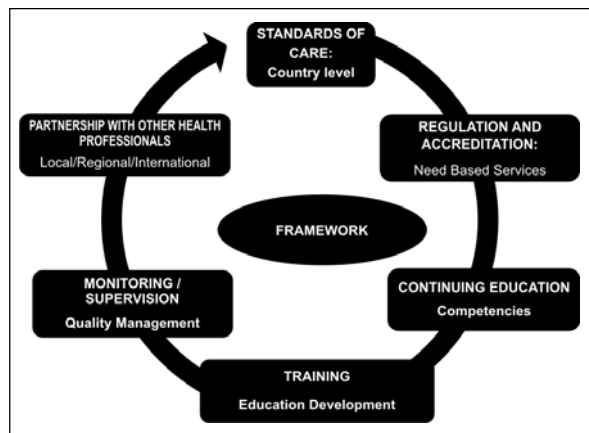 STANDARDS OF
CARE:
Country level
REGULATION AND
ACCREDITATION:
Need Based Services
CONTINUING EDUCATION
Competencies
TRAINING
Education Development
MONITORING /
SUPERVISION
Quality Management
PARTNERSHIP WITH OTHER HEALTH
PROFESSIONALS
Local/Regional/International
FRAMEWORK